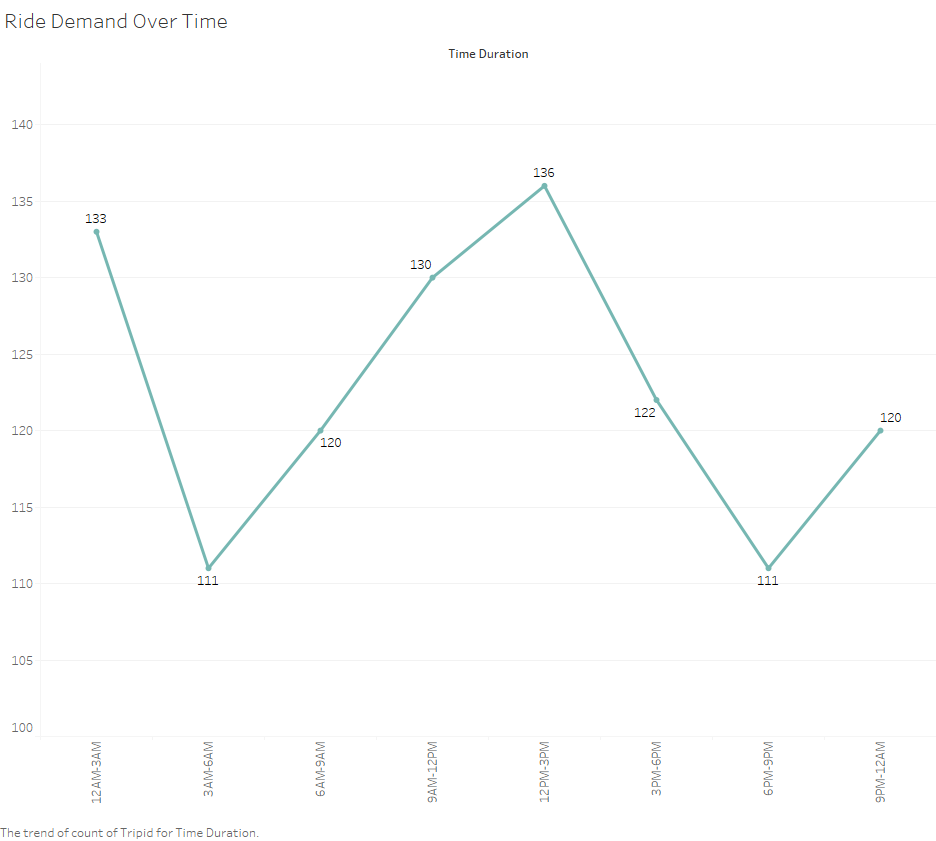 Ride Demand Over Time
Time Duration
140
135
130
125
120
115
110
105
100
133
111
120
130
136
122
111
120
12AM-3AM
3AM-6AM
6AM-9AM
9AM-12PM
12PM-3PM
3PM-6PM
6PM-9PM
9PM-12AM
The trend of count of Tripid for Time Duration.